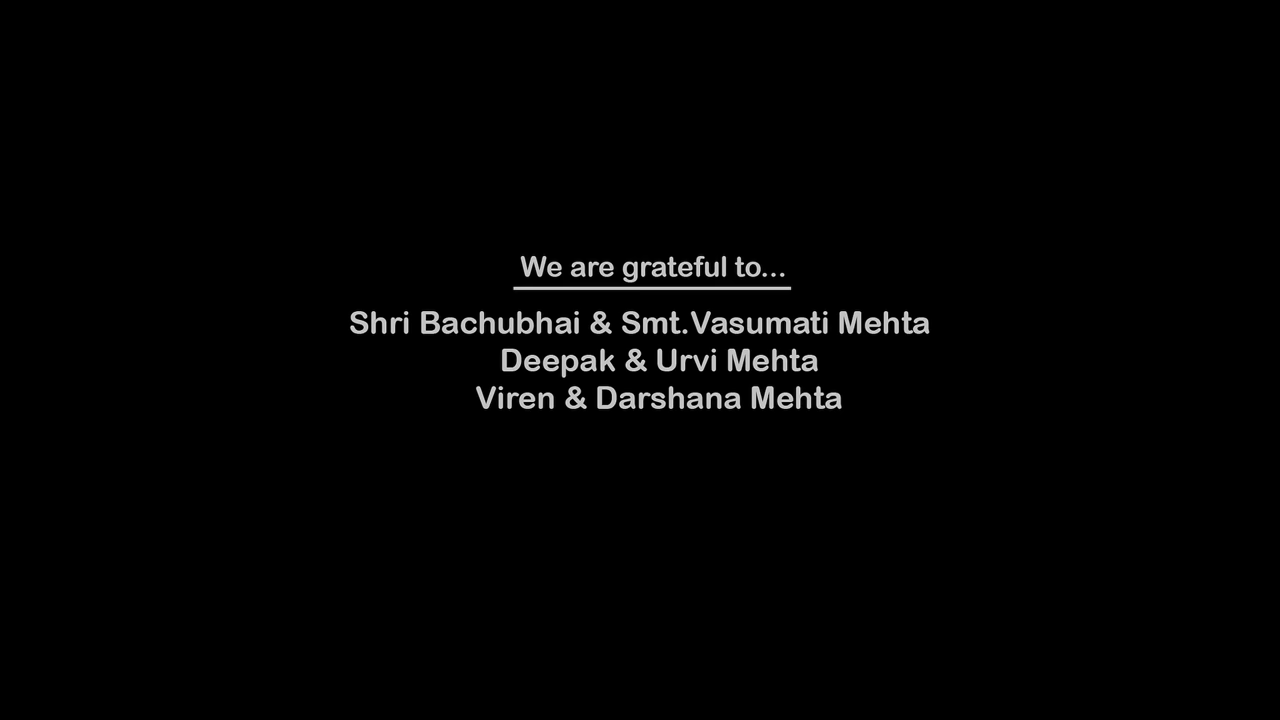 We are grateful to...
Shri Bachubhai & Smt.Vasumati Mehta
Deepak & Urvi Mehta
Viren & Darshana Mehta